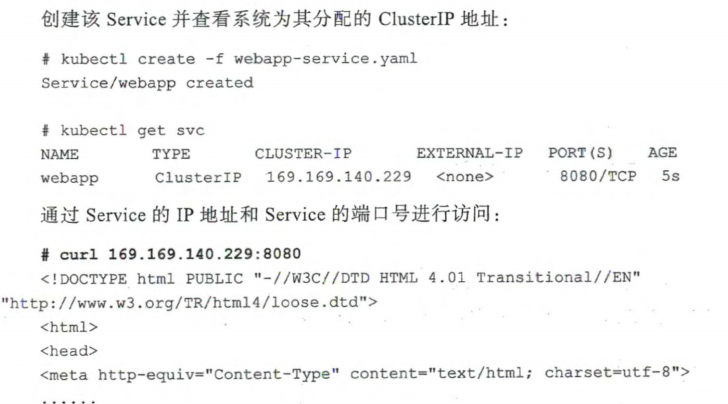 创建该 Service 并查看系统为其分配的 ClusterIP 地址：
# kubectl create -f webapp-service.yaml
Service/webapp created
# kubectl get svc
NAME TYPE CLUSTER-IP EXTERNAL-IP PORT(S) AGE
webapp ClusterIP 169.169.140.229 <none> 8080/TCP 5s
通过 Service 的 IP 地址和 Service 的端口号进行访问：
# curl 169.169.140.229:8080
<!DOCTYPE html PUBLIC "-//W3C//DTD HTML 4.01 Transitional//EN"
"http://www.w3.org/TR/html4/loose.dtd">
<html>
<head>
<meta http-equiv="Content-Type" content="text/html; charset=utf-8">
......